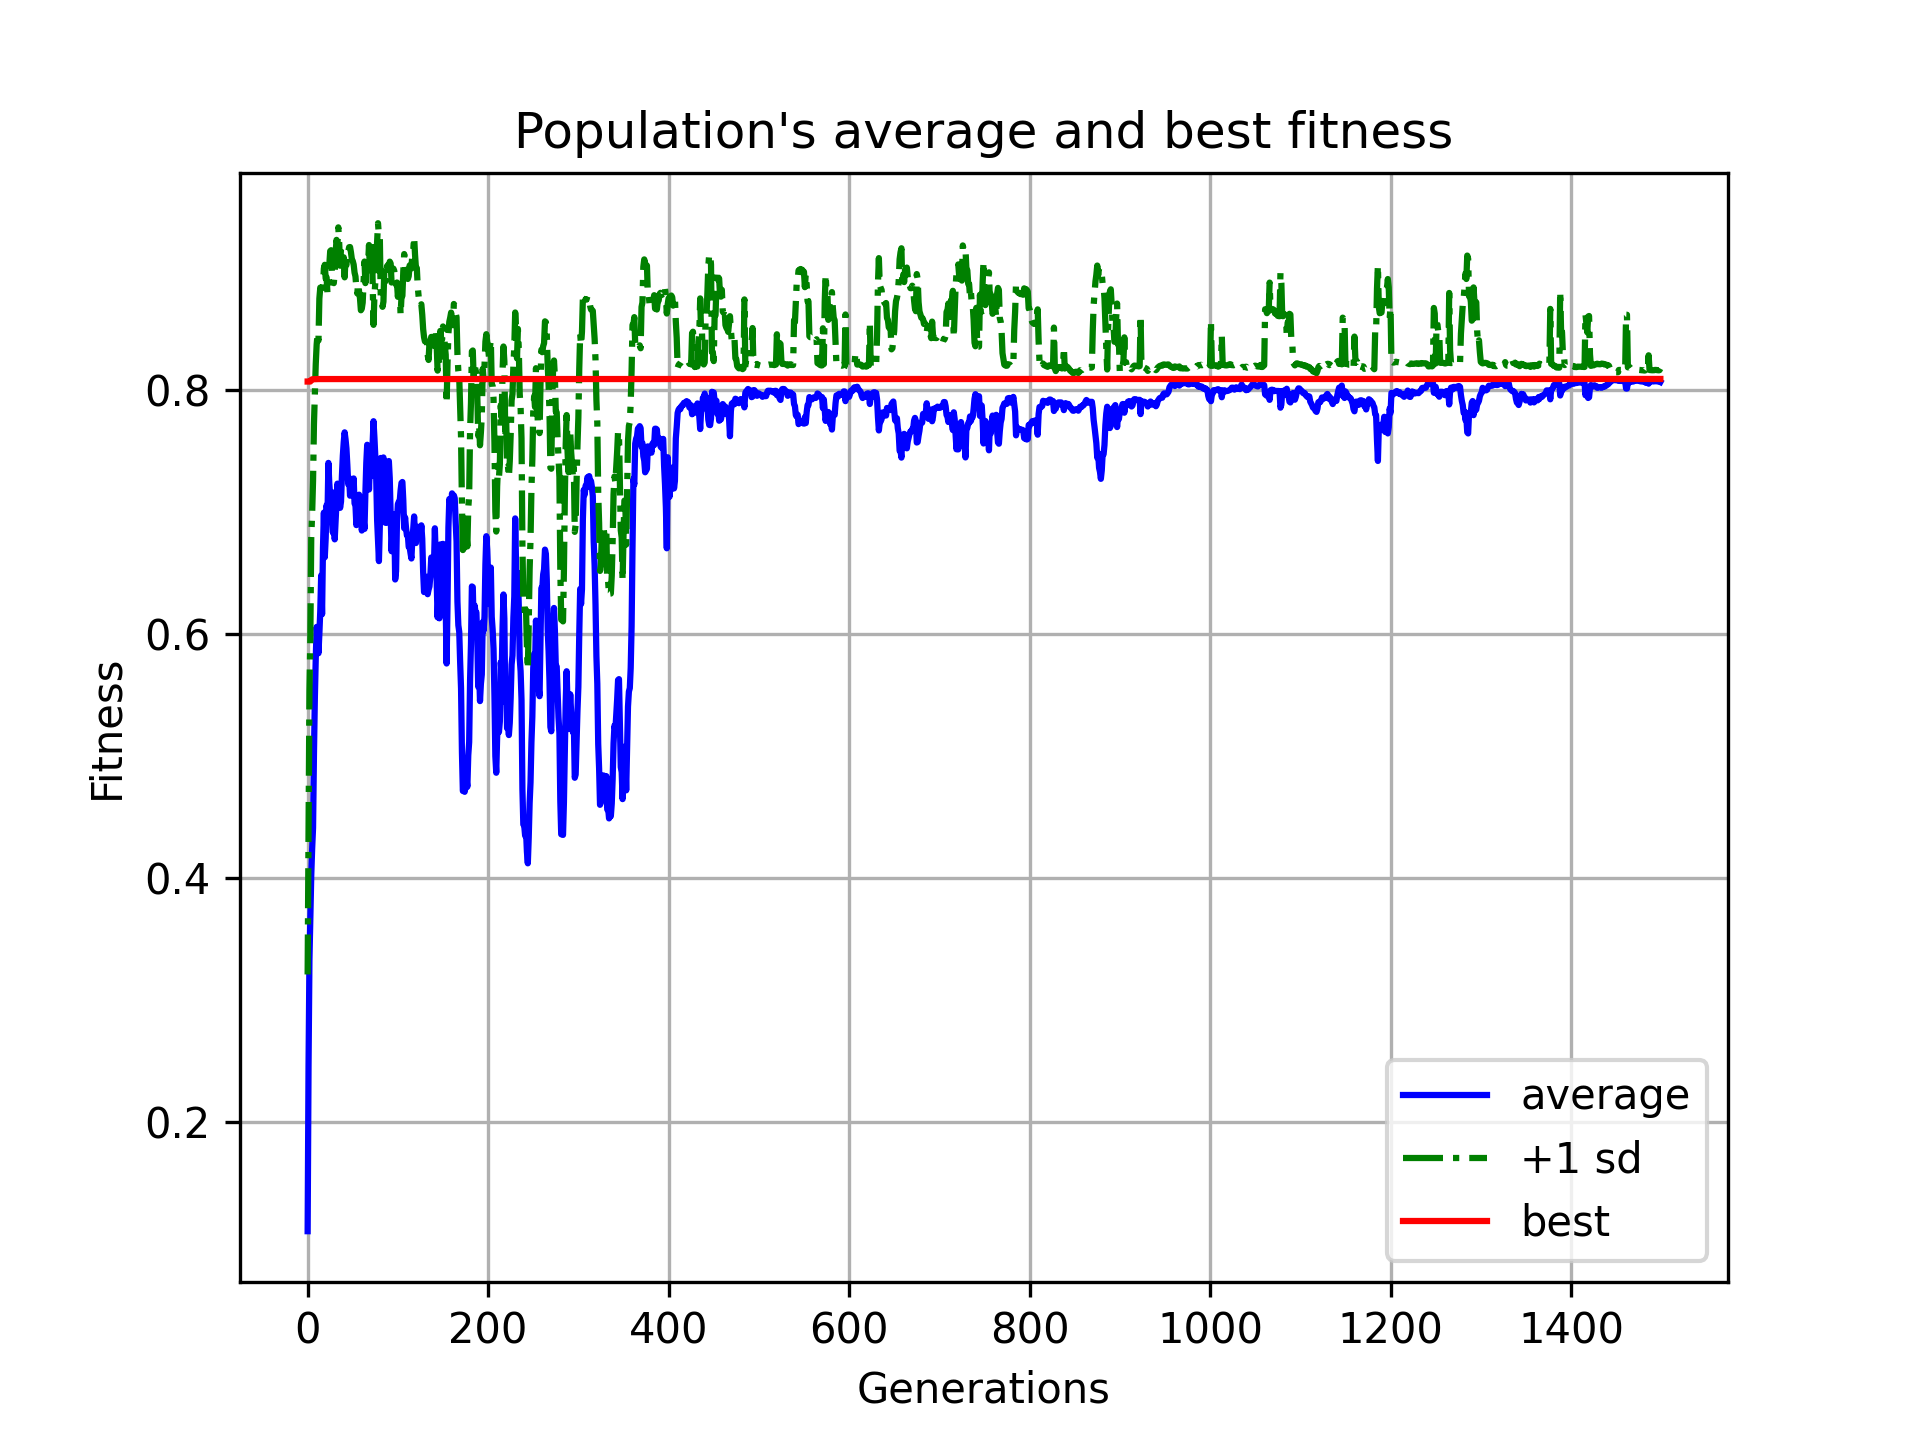 Population's average and best fitness
Fitness
0.8
0.6
0.4
0.2
0 200 400 600 800 1000 1200 1400
Generations
average
+1 sd
best